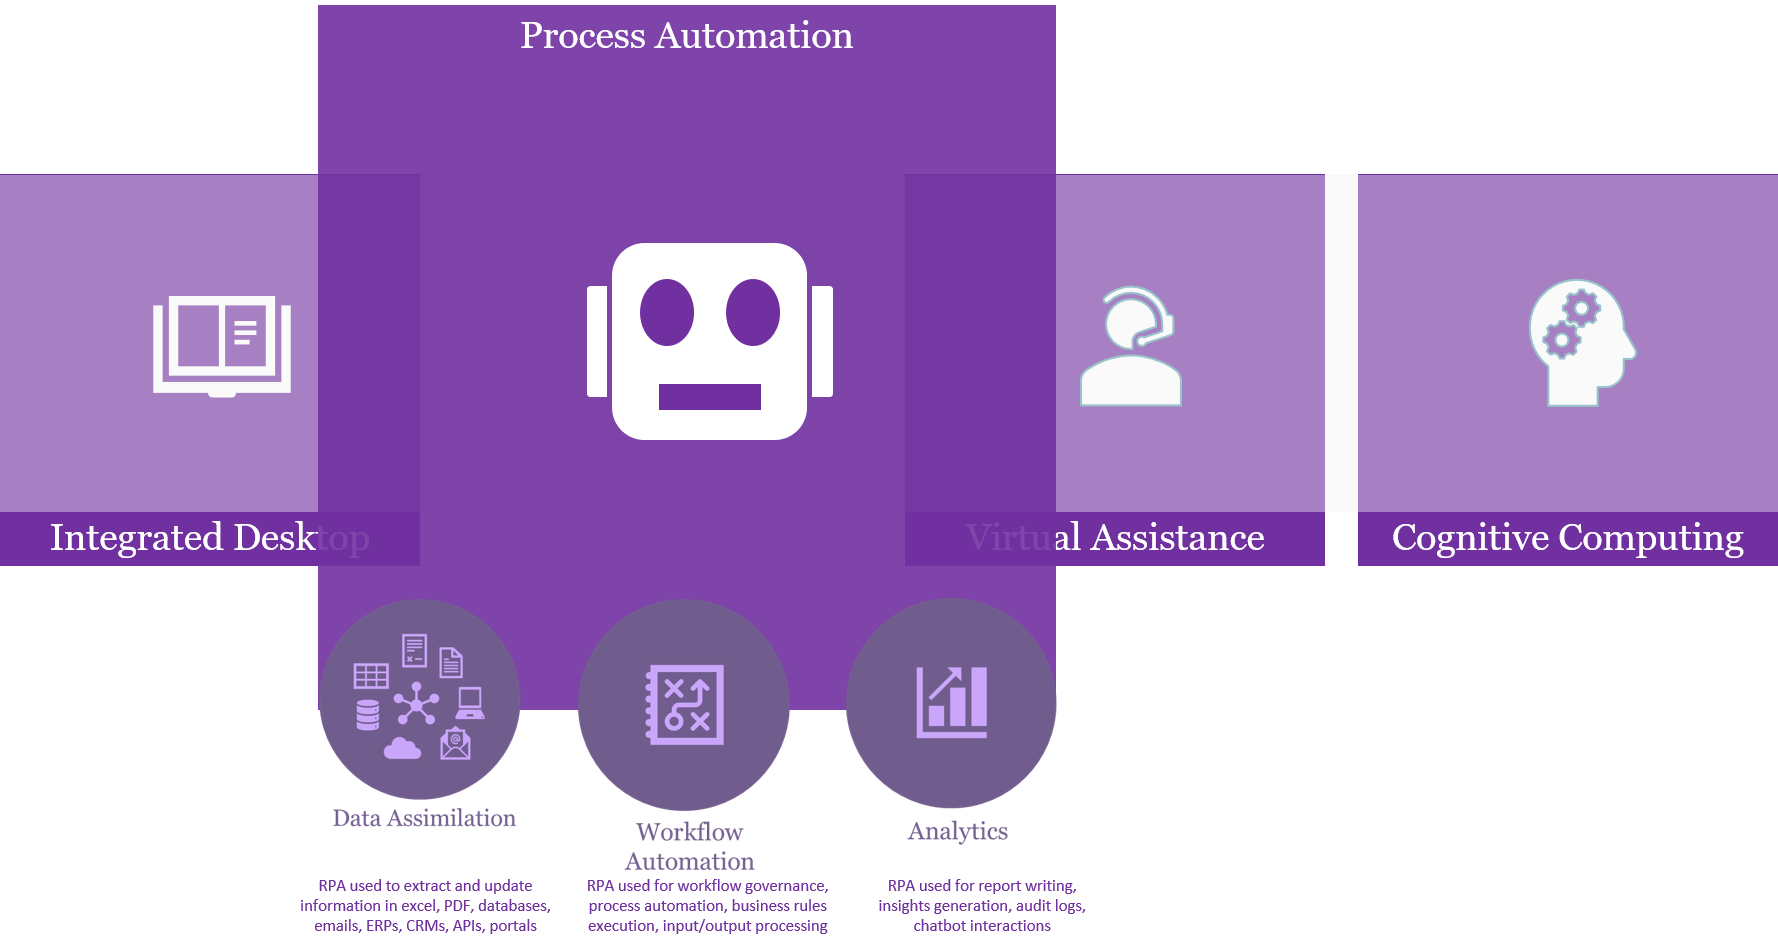 Process Automation
Integrated Desktop
Virtual Assistance
Cognitive Computing
Data Assimilation
Workflow
Automation
Analytics
RPA used to extract and update
information in excel, PDF, databases,
emails, ERPs, CRMs, APIs, portals
RPA used for workflow governance,
process automation, business rules
execution, input/output processing
RPA used for report writing,
insights generation, audit logs,
chatbot interactions